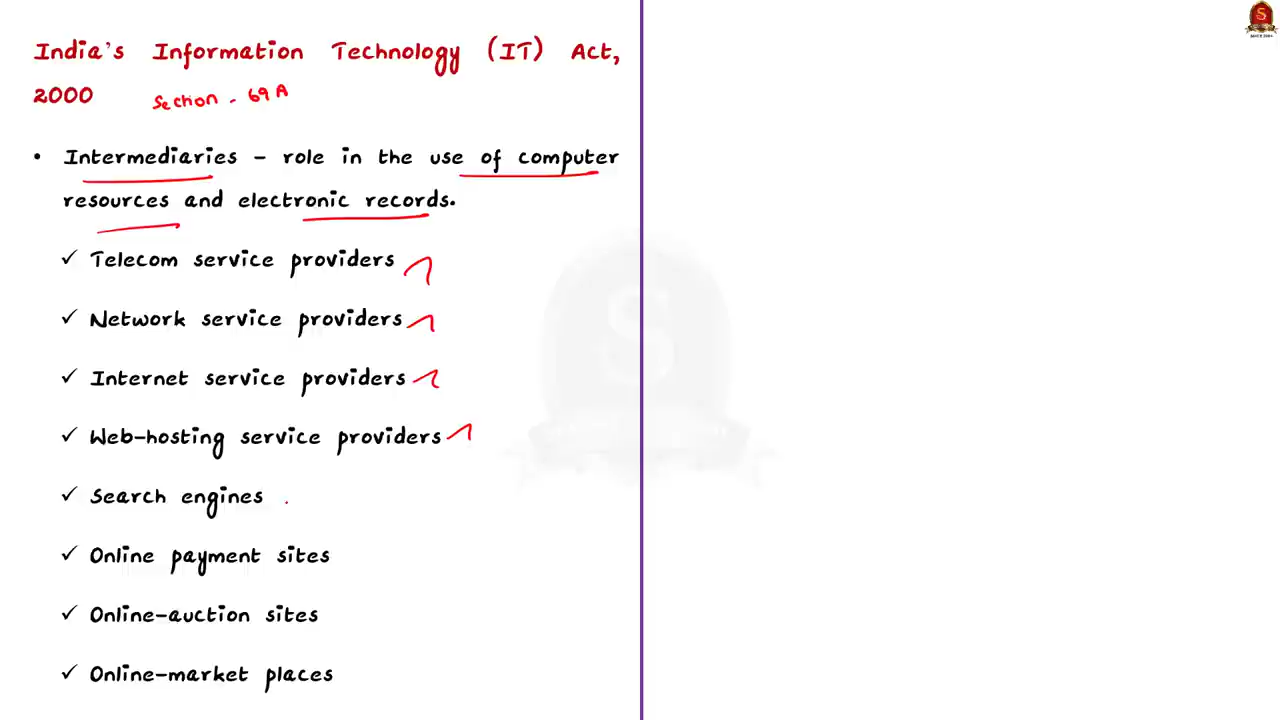 India's Information Technology (IT) Act,
2000 Section - 69 A
• Intermediaries – role in the use of computer
resources and electronic records.
✓ Telecom service providers
✓ Network service providers
✓ Internet service providers
✓ Web-hosting service providers
✓ Search engines
✓ Online payment sites
✓ Online-auction sites
✓ Online-market places
S
S